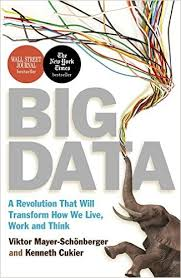 WALL STREET
JOURNAL
bestseller
The
New York
Times
bestseller
BIG
DATA
A Revolution That Will
Transform How We Live,
Work and Think
Viktor Mayer-Schönberger
and Kenneth Cukier